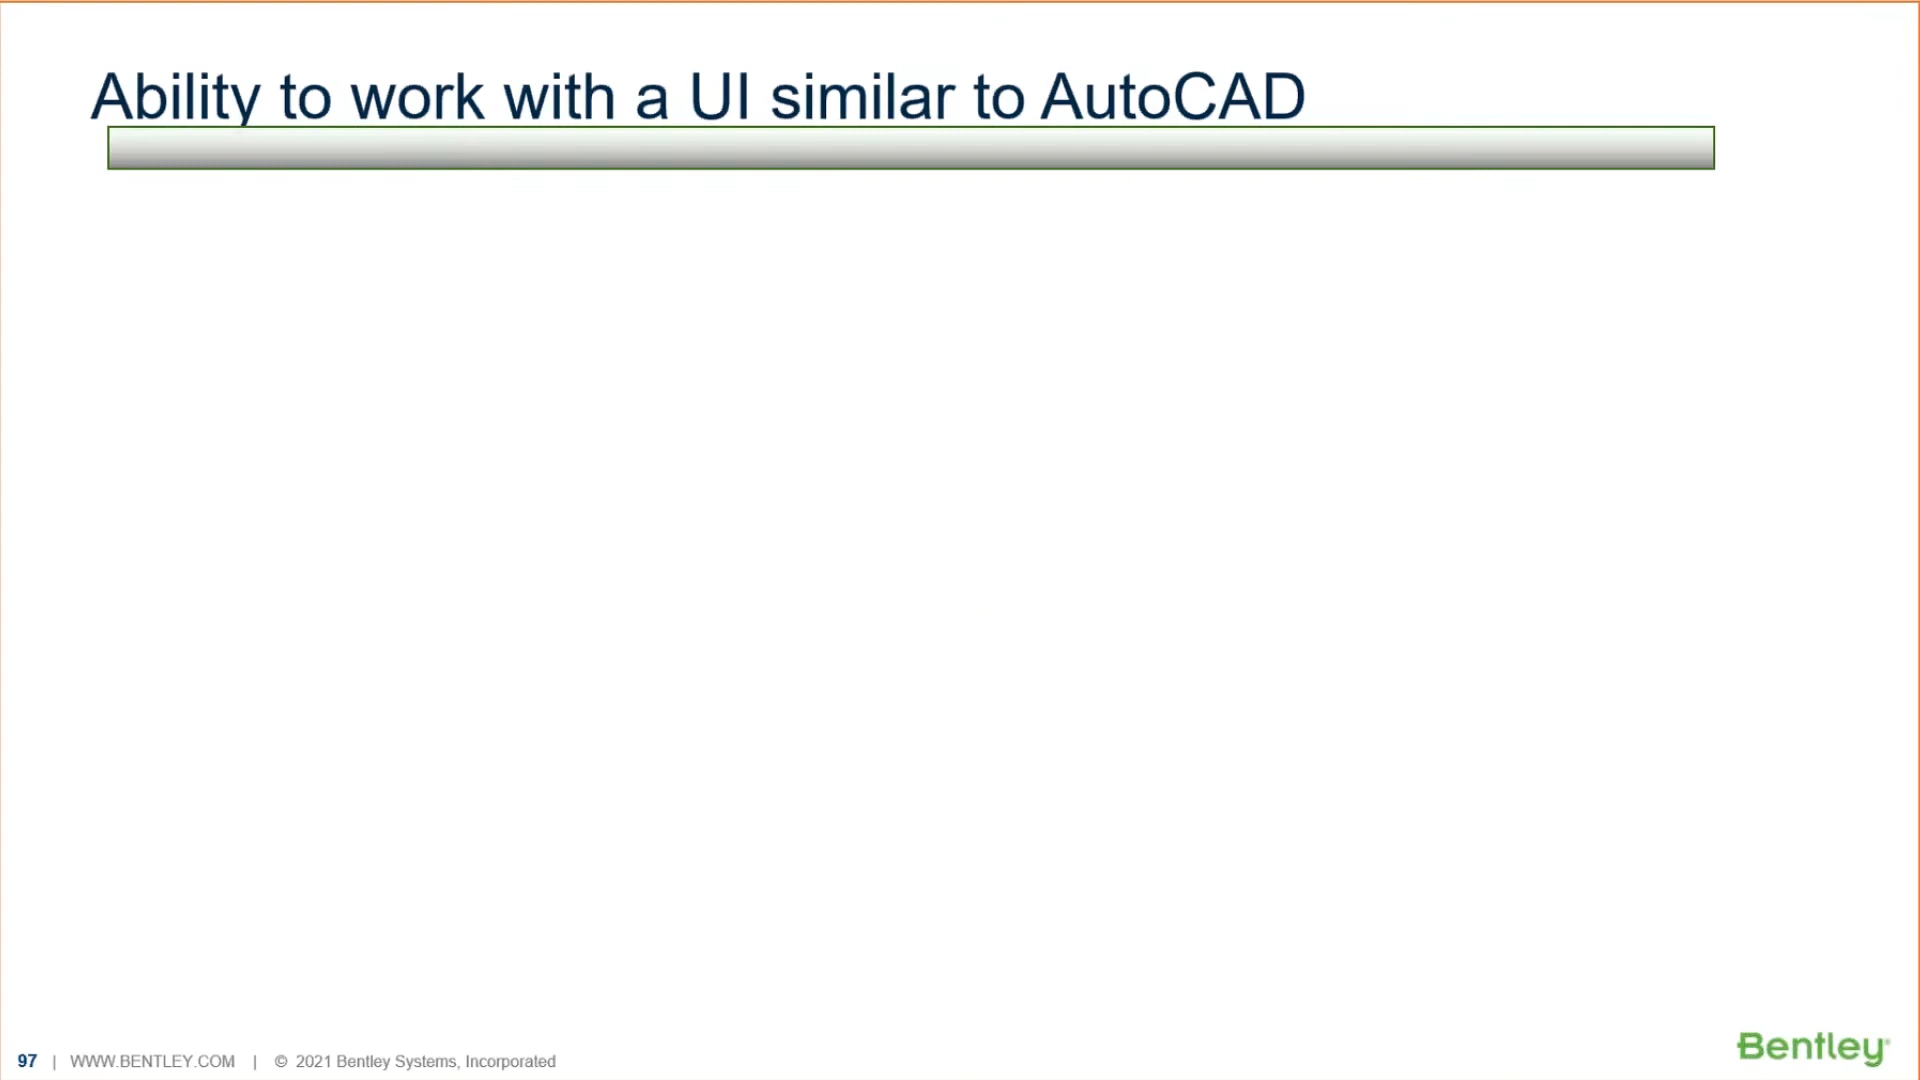 Ability to work with a UI similar to AutoCAD
97 | WWW.BENTLEY.COM | © 2021 Bentley Systems, Incorporated
Bentley®